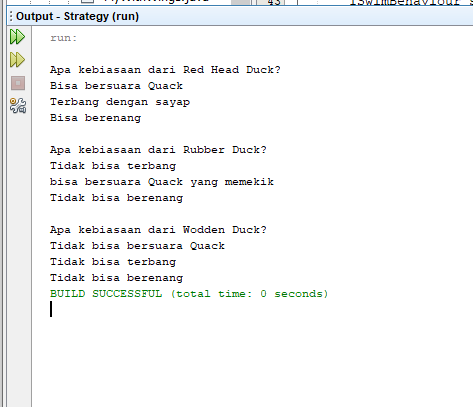 43
Output - Strategy (run)
run:
Apa kebiasaan dari Red Head Duck?
Bisa bersuara Quack
Terbang dengan sayap
Bisa berenang
Apa kebiasaan dari Rubber Duck?
Tidak bisa terbang
bisa bersuara Quack yang memekik
Tidak bisa berenang
Apa kebiasaan dari Wodden Duck?
Tidak bisa bersuara Quack
Tidak bisa terbang
Tidak bisa berenang
BUILD SUCCESSFUL (total time: 0 seconds)